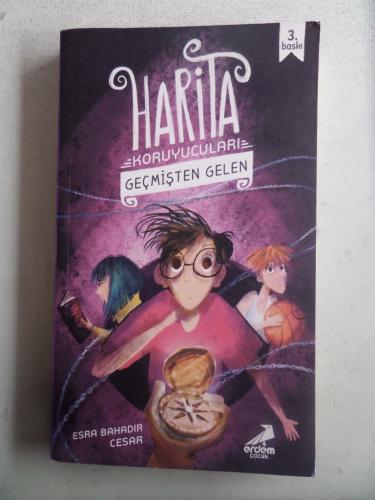 3.
baskı
HARİTA
KORUYUCULARI
GEÇMİŞTEN GELEN
ESRA BAHADIR
CESAR
erdem
ÇOCUK